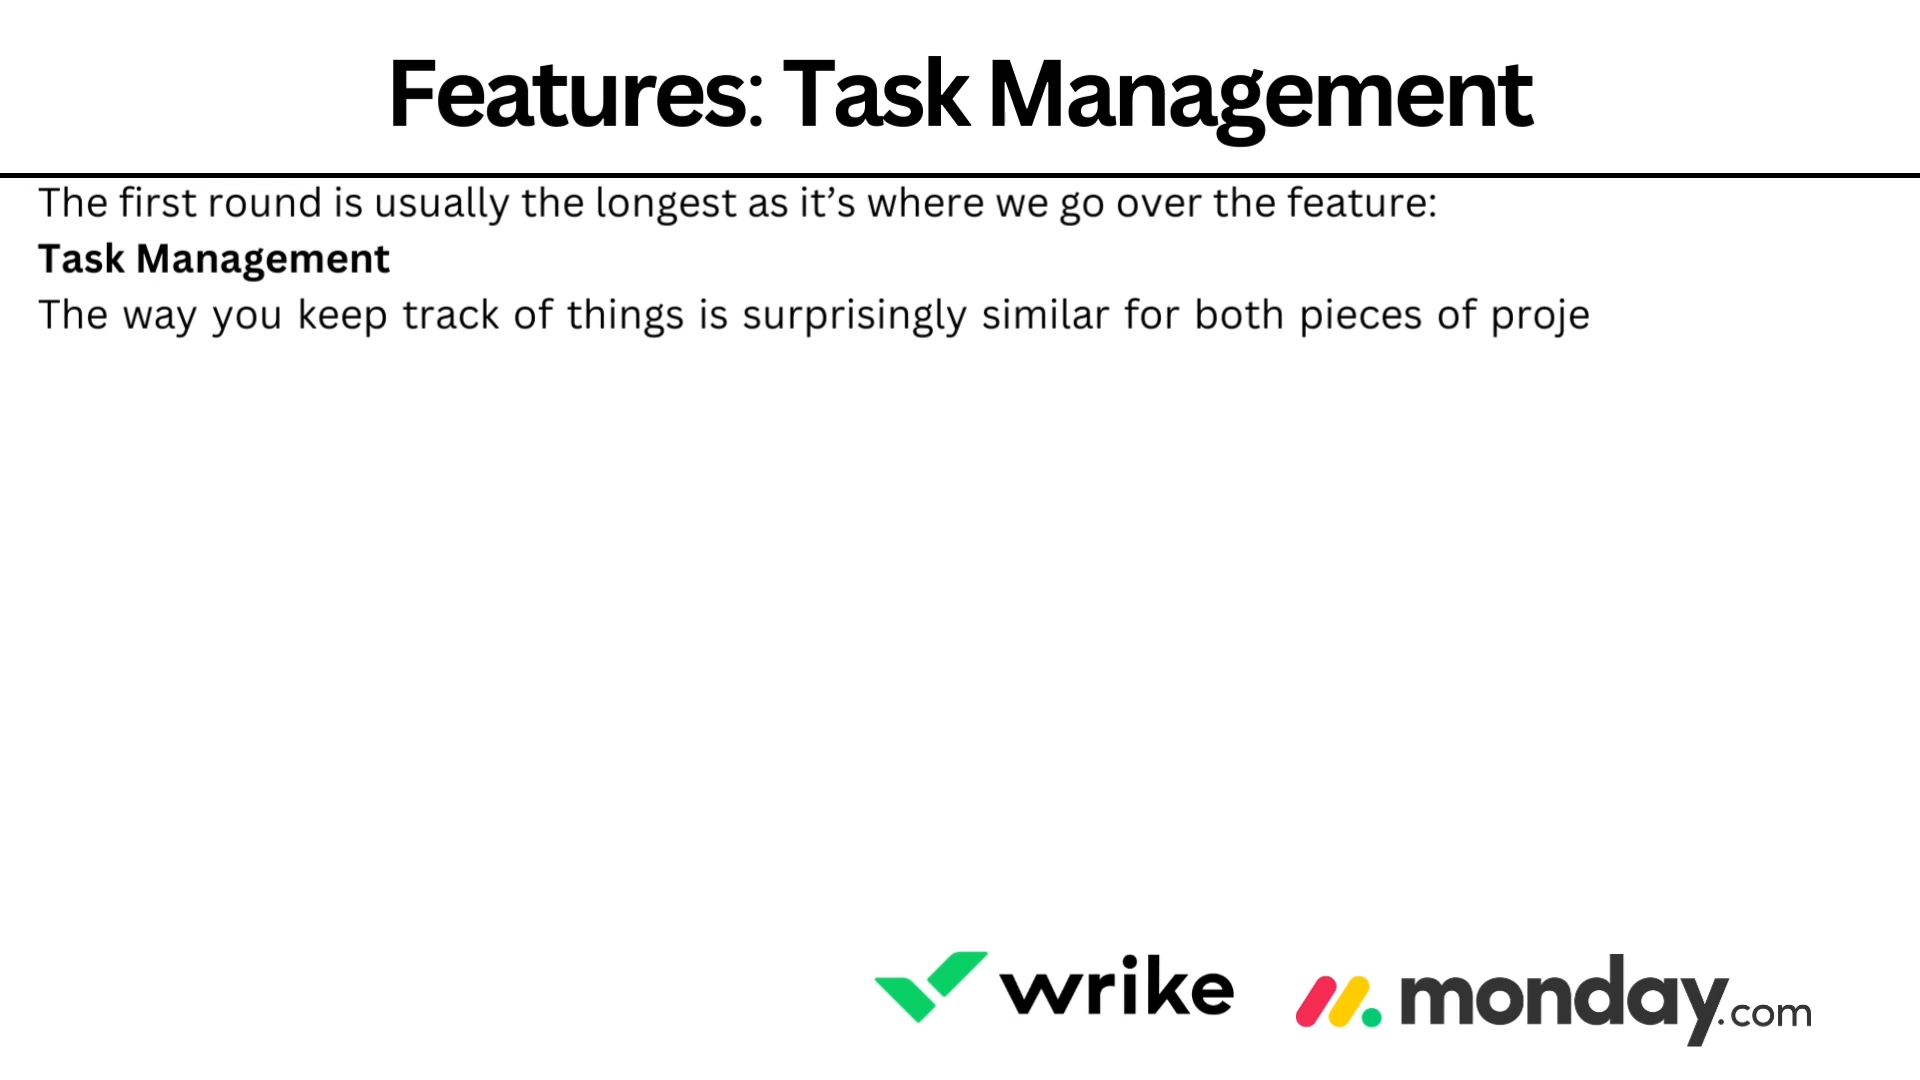 Features: Task Management
The first round is usually the longest as it’s where we go over the feature:
Task Management
The way you keep track of things is surprisingly similar for both pieces of proje
wrike
monday.com